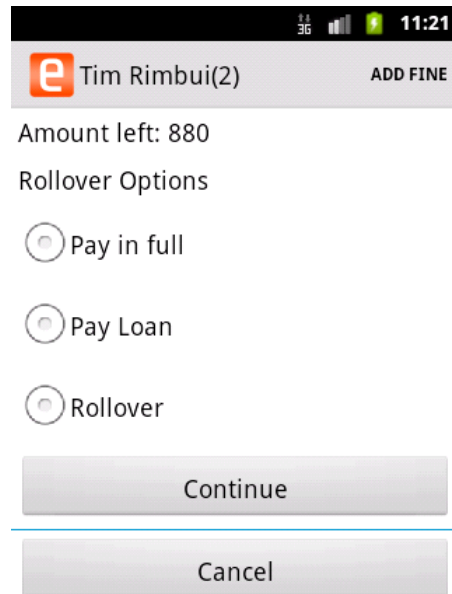 3G 11:21
e Tim Rimbui(2) ADD FINE
Amount left: 880
Rollover Options
Pay in full
Pay Loan
Rollover
Continue
Cancel